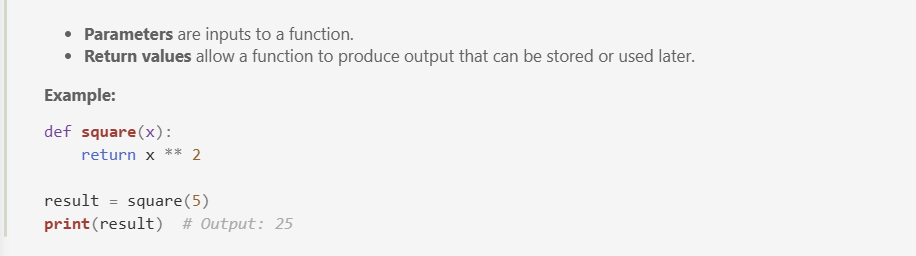 • Parameters are inputs to a function.
• Return values allow a function to produce output that can be stored or used later.
Example:
def square(x):
    return x ** 2
result = square(5)
print(result)  # Output: 25